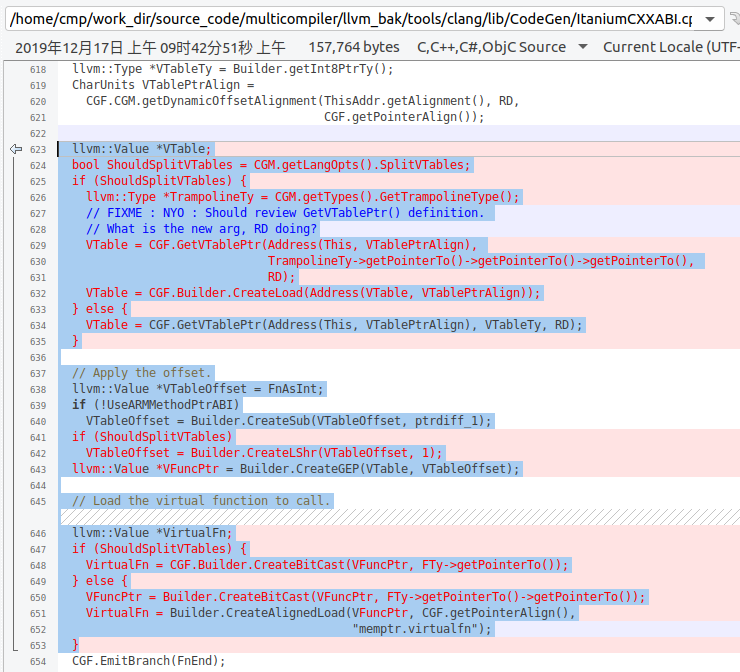 /home/cmp/work_dir/source_code/multicompiler/llvm_bak/tools/clang/lib/CodeGen/ItaniumCXXABI.cp
2019年12月17日 上午 09时42分51秒 上午 157,764 bytes C,C++,C#,ObjC Source Current Locale (UTF-
618 llvm::Type *VTableTy = Builder.getInt8PtrTy();
619 CharUnits VTablePtrAlign =
620 CGF.CGM.getDynamicOffsetAlignment(ThisAddr.getAlignment(), RD,
621 CGF.getPointerAlign());
622
623 llvm::Value *VTable;
624 bool ShouldSplitVTables = CGM.getLangOpts().SplitVTables;
625 if (ShouldSplitVTables) {
626 llvm::Type *TrampolineTy = CGM.getTypes().GetTrampolineType();
627 // FIXME : NYO : Should review GetVTablePtr() definition.
628 // What is the new arg, RD doing?
629 VTable = CGF.GetVTablePtr(Address(This, VTablePtrAlign),
630 TrampolineTy->getPointerTo()->getPointerTo()->getPointerTo(),
631 RD);
632 VTable = CGF.Builder.CreateLoad(Address(VTable, VTablePtrAlign));
633 } else {
634 VTable = CGF.GetVTablePtr(Address(This, VTablePtrAlign), VTableTy, RD);
635 }
636
637 // Apply the offset.
638 llvm::Value *VTableOffset = FnAsInt;
639 if (!UseARMMethodPtrABI)
640 VTableOffset = Builder.CreateSub(VTableOffset, ptrdiff_1);
641 if (ShouldSplitVTables)
642 VTableOffset = Builder.CreateLShr(VTableOffset, 1);
643 llvm::Value *VFuncPtr = Builder.CreateGEP(VTable, VTableOffset);
644
645 // Load the virtual function to call.
646 llvm::Value *VirtualFn;
647 if (ShouldSplitVTables) {
648 VirtualFn = CGF.Builder.CreateBitCast(VFuncPtr, FTy->getPointerTo());
649 } else {
650 VFuncPtr = Builder.CreateBitCast(VFuncPtr, FTy->getPointerTo()->getPointerTo());
651 VirtualFn = Builder.CreateAlignedLoad(VFuncPtr, CGF.getPointerAlign(),
652 "memptr.virtualfn");
653 }
654 CGF.EmitBranch(FnEnd);